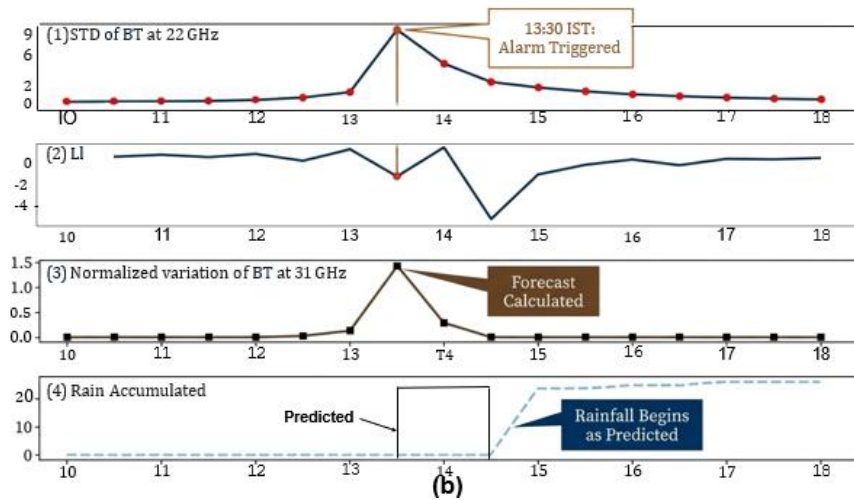 (1)STD of BT at 22 GHz
13:30 IST:
Alarm Triggered
9
6
2
0
IO 11 12 13 14 15 16 17 18
(2) LI
0
-2
-4
10 11 12 13 14 15 16 17 18
(3) Normalized variation of BT at 31 GHz
Forecast
Calculated
1.5
1.0
0.5
0.0
10 11 12 13 T4 15 16 17 18
(4) Rain Accumulated
20
Predicted
Rainfall Begins
as Predicted
0
10 11 12 13 14 15 16 17 18
(b)